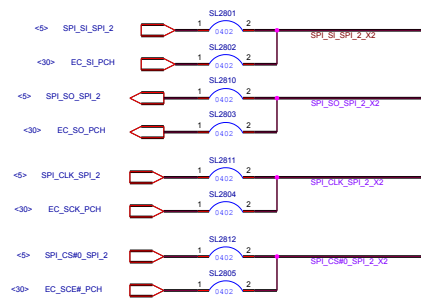 SL2801
<5> SPI_SI_SPI_2 1 2
0402 SPI_SI_SPI_2_X2
SL2802
<30> EC_SI_PCH 1 2
0402
SL2810
<5> SPI_SO_SPI_2 1 2
0402 SPI_SO_SPI_2_X2
SL2803
<30> EC_SO_PCH 1 2
0402
SL2811
<5> SPI_CLK_SPI_2 1 2
0402 SPI_CLK_SPI_2_X2
SL2804
<30> EC_SCK_PCH 1 2
0402
SL2812
<5> SPI_CS#0_SPI_2 1 2
0402 SPI_CS#0_SPI_2_X2
SL2805
<30> EC_SCE#_PCH 1 2
0402